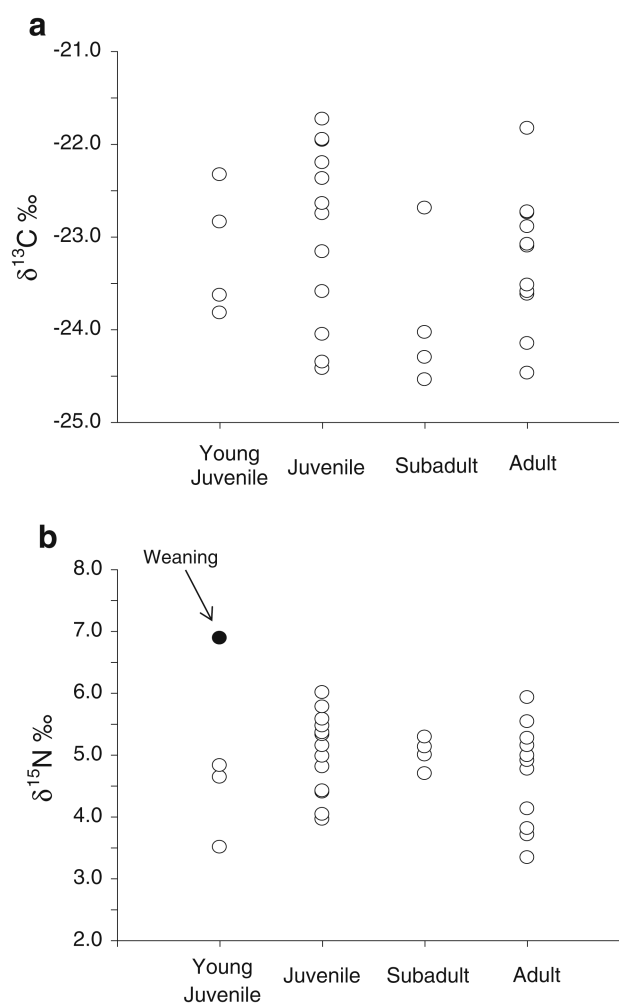 a
-21.0
-22.0
-23.0
-24.0
-25.0
δ13C ‰
Young
Juvenile
Juvenile
Subadult
Adult
b
Weaning
8.0
7.0
6.0
5.0
4.0
3.0
2.0
δ15N ‰
Young
Juvenile
Juvenile
Subadult
Adult